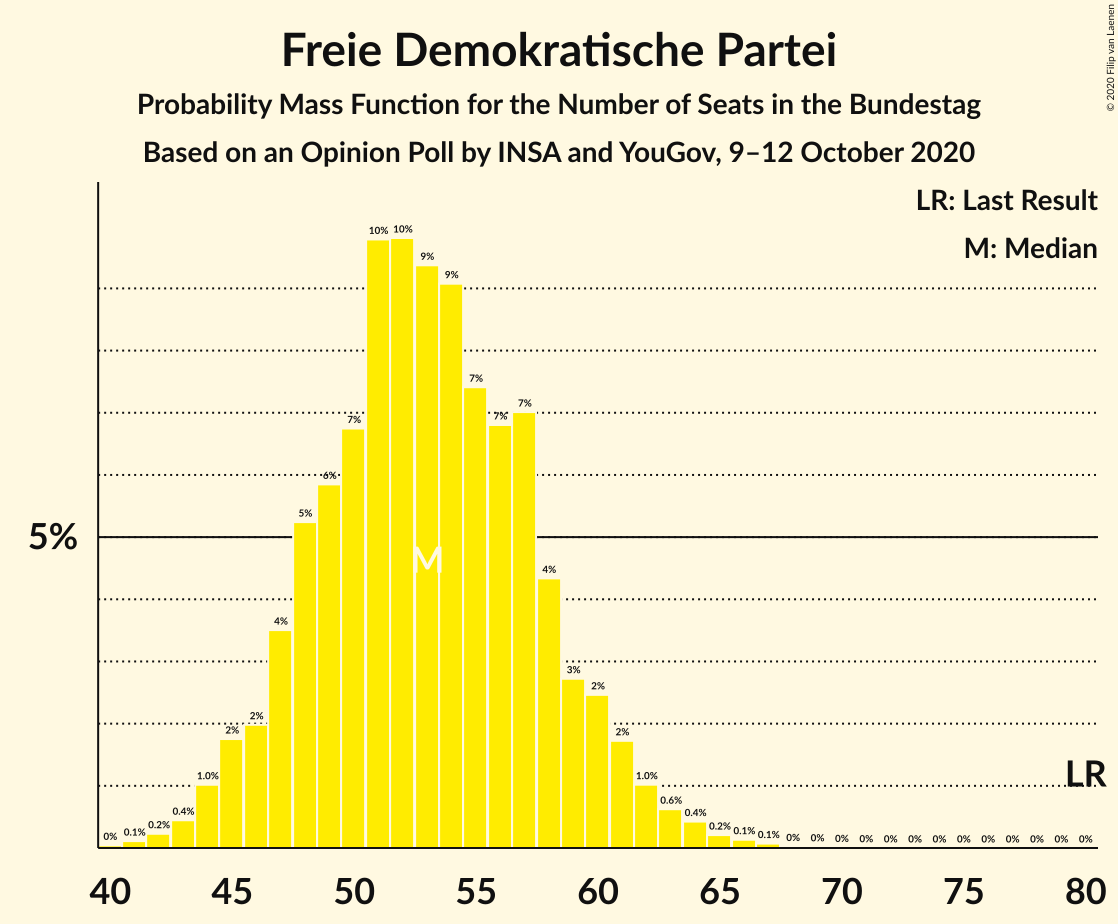 Freie Demokratische Partei
Probability Mass Function for the Number of Seats in the Bundestag
Based on an Opinion Poll by INSA and YouGov, 9–12 October 2020
© 2020 Filip van Laenen
LR: Last Result
M: Median
5%
0% 0.1% 0.2% 0.4% 1.0% 2% 2% 4% 5% 6% 7% 10% 10% 9% 9% 7% 7% 7% 4% 3% 2% 2% 1.0% 0.6% 0.4% 0.2% 0.1% 0.1% 0% 0% 0% 0% 0% 0% 0% 0% 0% 0% 0% 0% 0%
M
LR
40 45 50 55 60 65 70 75 80